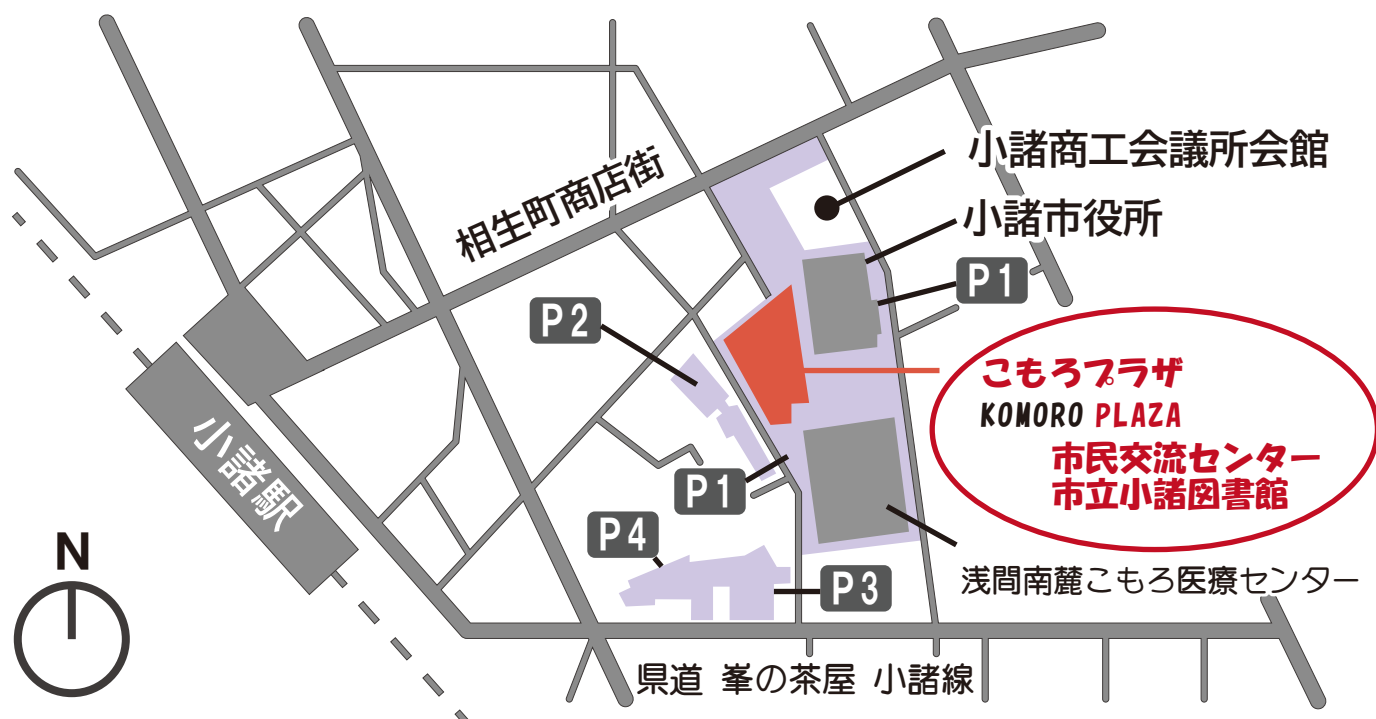 小諸商工会議所会館
相生町商店街
小諸市役所
P1
P2
こもろプラザ
KOMORO PLAZA
市民交流センター
市立小諸図書館
小諸駅
P1
P4
N
浅間南麓こもろ医療センター
P3
県道 峯の茶屋 小諸線